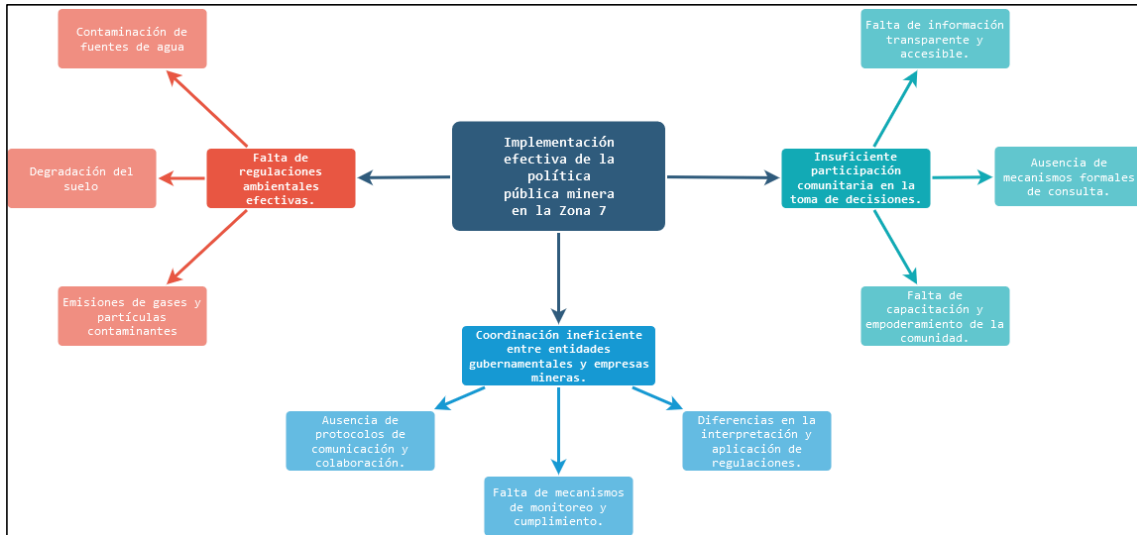 Contaminación de
fuentes de agua
Degradación del
suelo
Emisiones de gases y
partículas
contaminantes
Falta de
regulaciones
ambientales
efectivas.
Implementación
efectiva de la
política
pública minera
en la Zona 7
Insuficiente
participación
comunitaria en la
toma de decisiones.
Falta de información
transparente y
accesible.
Ausencia de
mecanismos formales
de consulta.
Falta de
capacitación y
empoderamiento de la
comunidad.
Coordinación ineficiente
entre entidades
gubernamentales y empresas
mineras.
Ausencia de
protocolos de
comunicación y
colaboración.
Falta de mecanismos
de monitoreo y
cumplimiento.
Diferencias en la
interpretación y
aplicación de
regulaciones.